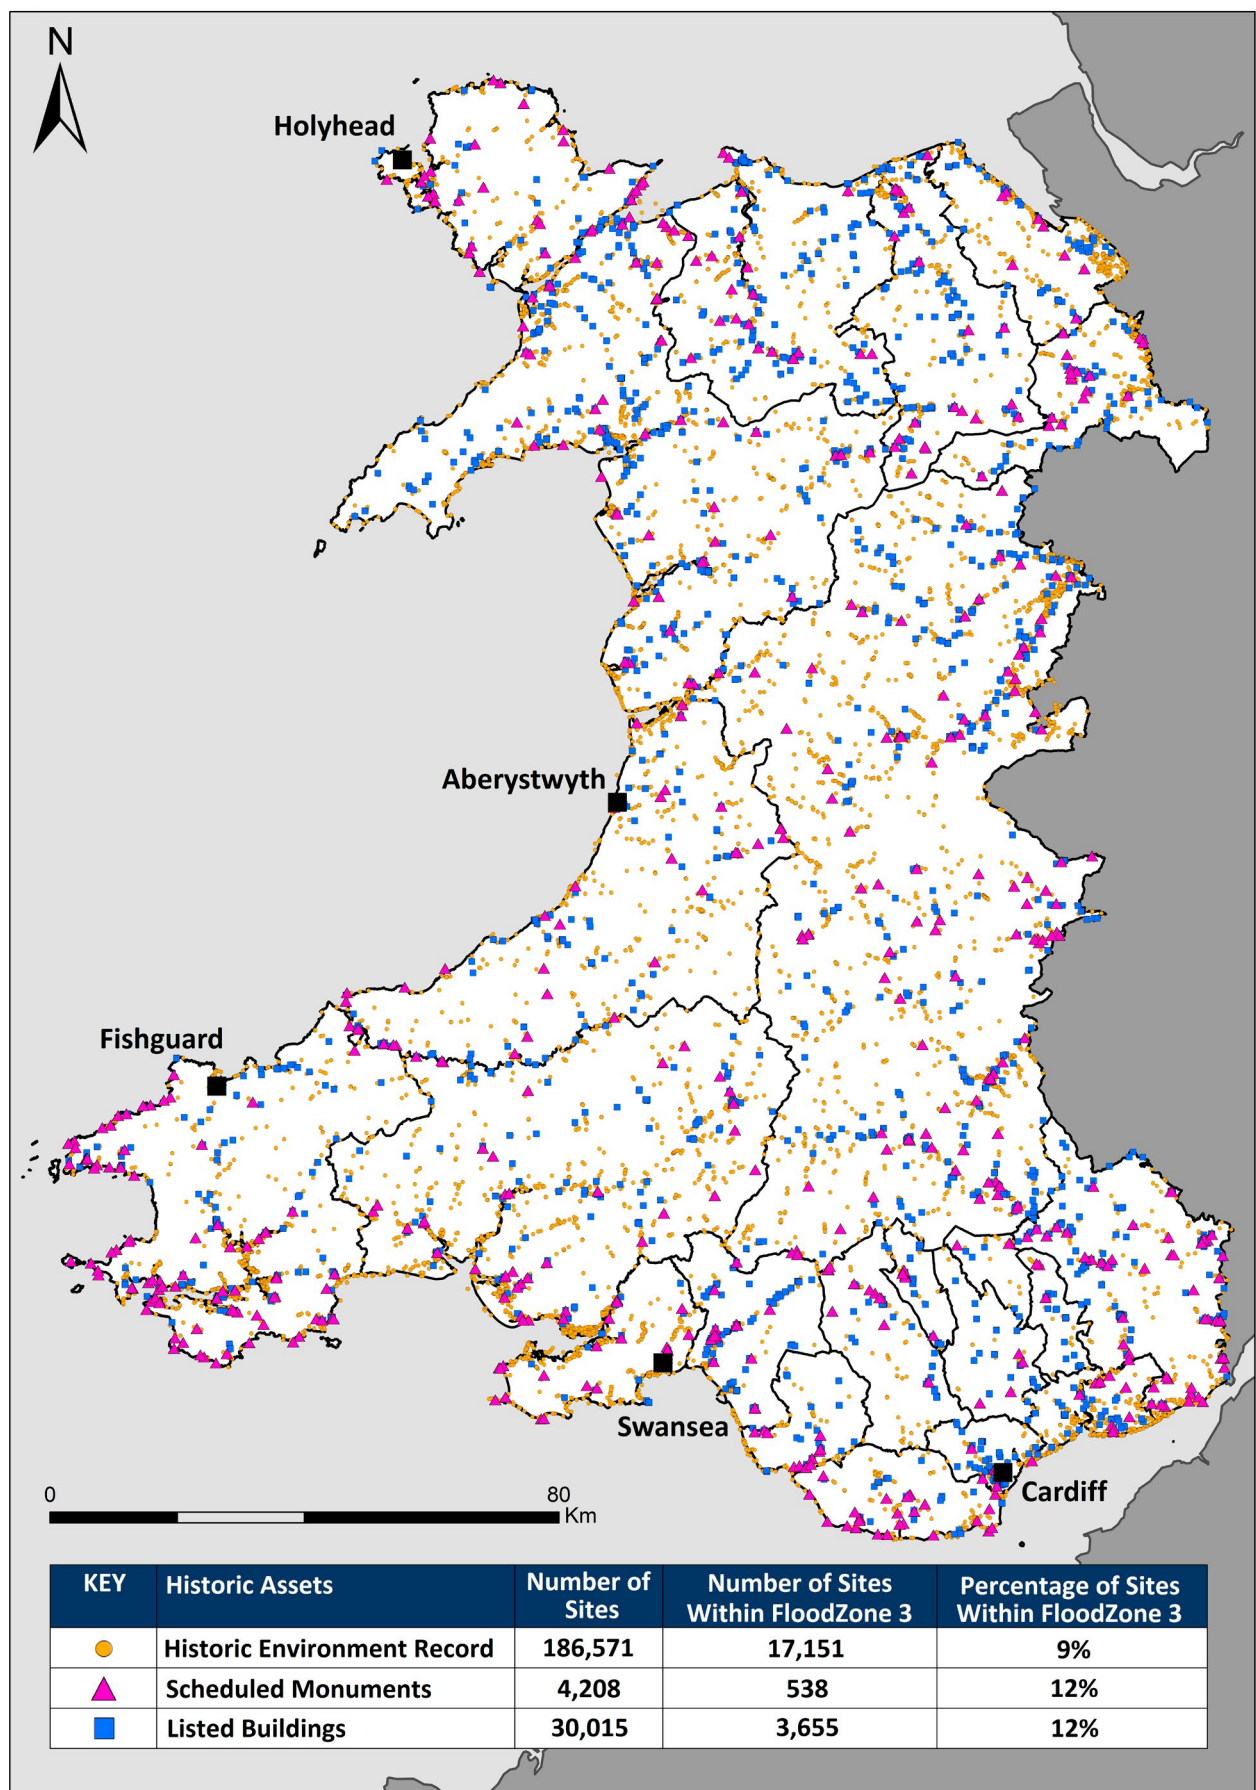 N
Holyhead
Aberystwyth
Fishguard
Swansea
Cardiff
0 80
Km
KEY Historic Assets Number of Sites Number of Sites Within FloodZone 3 Percentage of Sites Within FloodZone 3
Historic Environment Record 186,571 17,151 9%
Scheduled Monuments 4,208 538 12%
Listed Buildings 30,015 3,655 12%